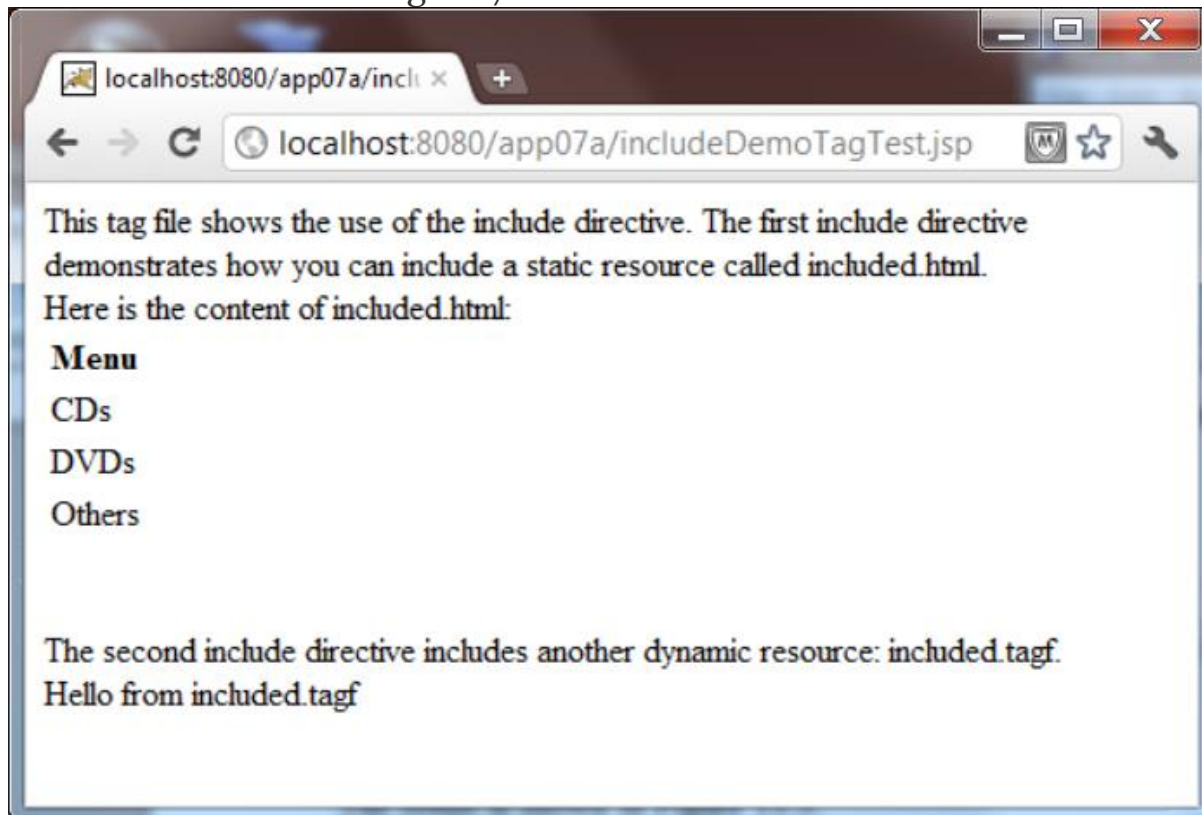 localhost:8080/app07a/inclu
localhost:8080/app07a/includeDemoTagTest.jsp
This tag file shows the use of the include directive. The first include directive
demonstrates how you can include a static resource called included.html.
Here is the content of included.html:
Menu
CDs
DVDs
Others
The second include directive includes another dynamic resource: included.tagf.
Hello from included.tagf